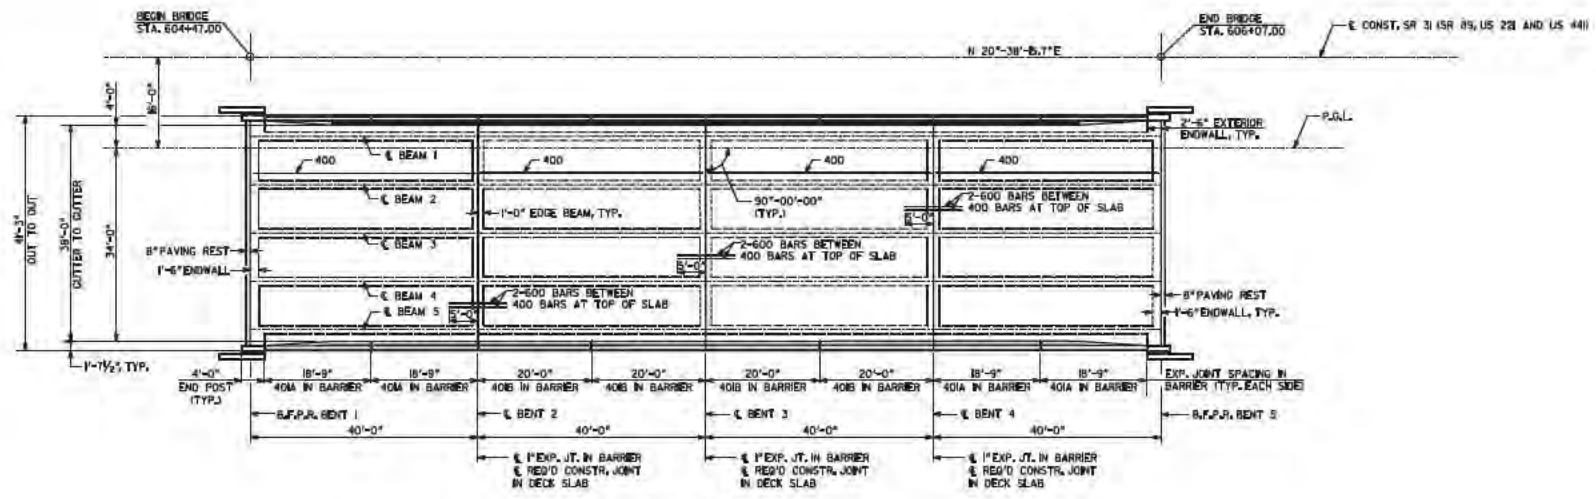 BEGIN BRIDGE
STA. 604+47.00
END BRIDGE
STA. 606+07.00
℄ CONST. SR 31 (SR 89, US 221 AND US 441)
N 20°-38'-15.7"E
4'-0"
16'-0"
2'-6" EXTERIOR
ENDWALL, TYP.
P.G.L.
℄ BEAM 1
400
400
400
400
℄ BEAM 2
1'-0" EDGE BEAM, TYP.
90°-00'-00"
(TYP.)
2-600 BARS BETWEEN
400 BARS AT TOP OF SLAB
5'-0"
41'-3"
OUT TO OUT
38'-0"
GUTTER TO GUTTER
34'-0"
℄ BEAM 3
8" PAVING REST
1'-6" ENDWALL
2-600 BARS BETWEEN
400 BARS AT TOP OF SLAB
5'-0"
℄ BEAM 4
2-600 BARS BETWEEN
400 BARS AT TOP OF SLAB
5'-0"
℄ BEAM 5
8" PAVING REST
1'-6" ENDWALL, TYP.
1'-7½", TYP.
4'-0"
END POST
(TYP.)
18'-9"
401A IN BARRIER
18'-9"
401A IN BARRIER
20'-0"
401B IN BARRIER
20'-0"
401B IN BARRIER
20'-0"
401B IN BARRIER
20'-0"
401B IN BARRIER
18'-9"
401A IN BARRIER
18'-9"
401A IN BARRIER
EXP. JOINT SPACING IN
BARRIER (TYP. EACH SIDE)
B.F.P.R. BENT 1
℄ BENT 2
℄ BENT 3
℄ BENT 4
B.F.P.R. BENT 5
40'-0"
40'-0"
40'-0"
40'-0"
℄ 1" EXP. JT. IN BARRIER
℄ REQ'D CONSTR. JOINT
IN DECK SLAB
℄ 1" EXP. JT. IN BARRIER
℄ REQ'D CONSTR. JOINT
IN DECK SLAB
℄ 1" EXP. JT. IN BARRIER
℄ REQ'D CONSTR. JOINT
IN DECK SLAB